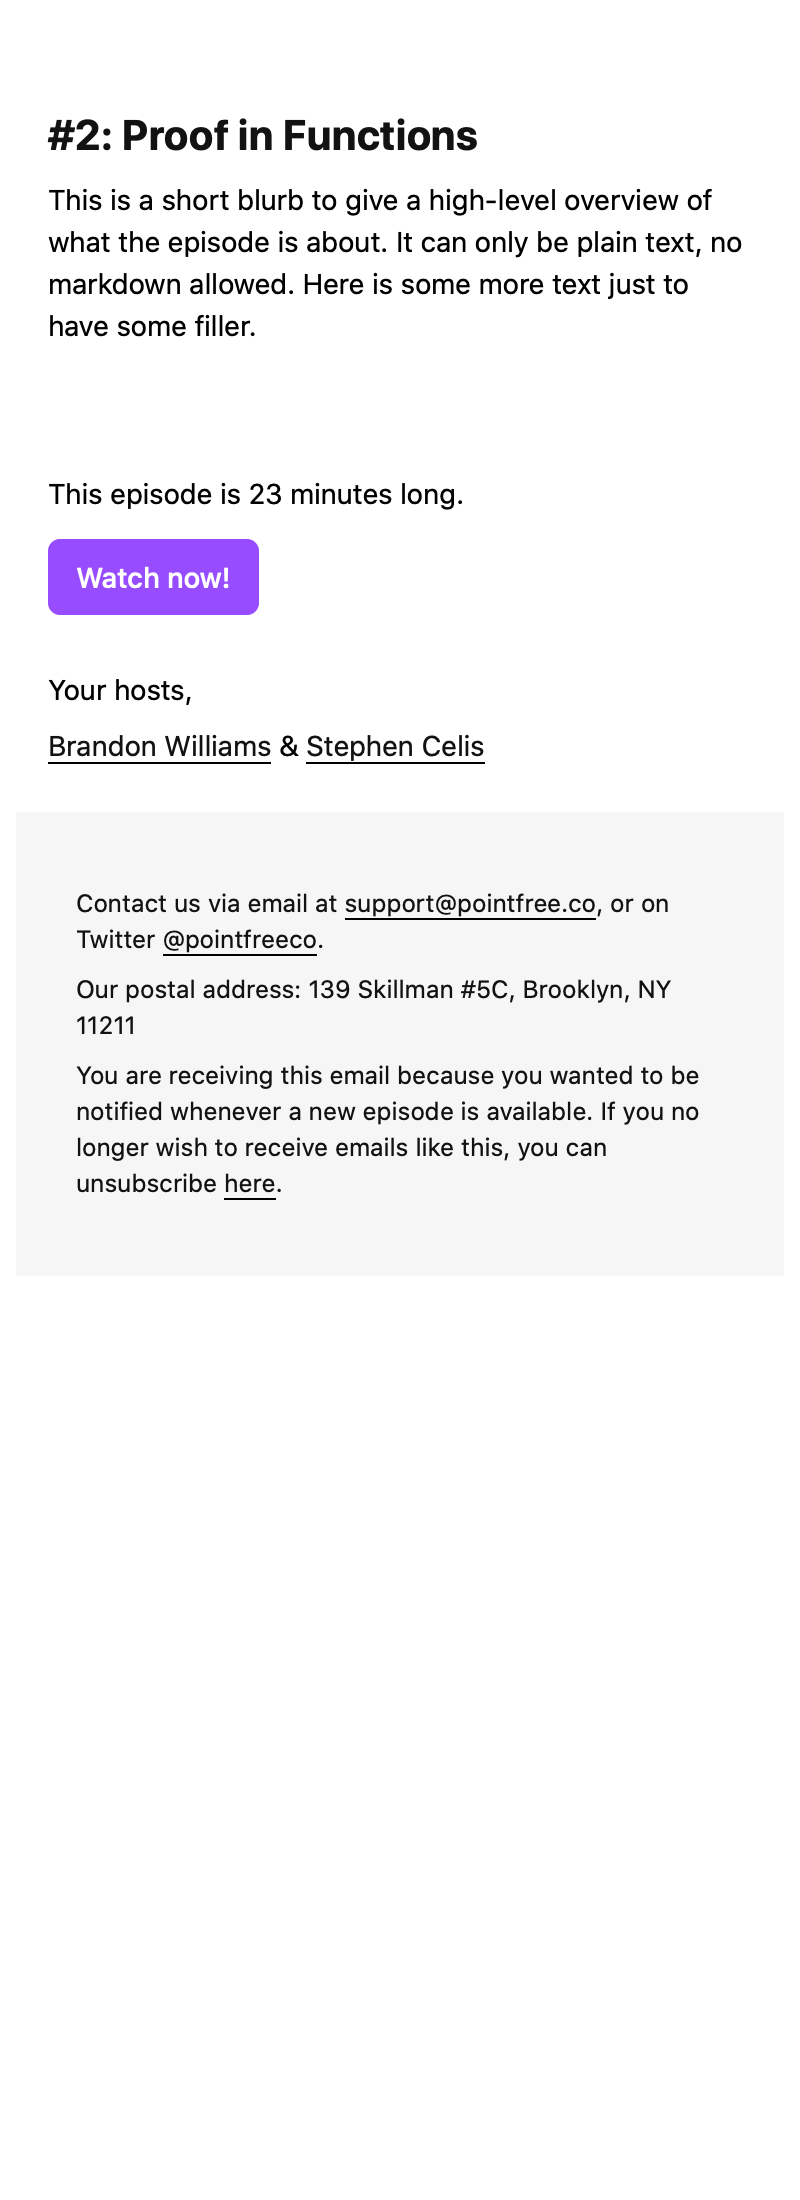 #2: Proof in Functions
This is a short blurb to give a high-level overview of
what the episode is about. It can only be plain text, no
markdown allowed. Here is some more text just to
have some filler.
This episode is 23 minutes long.
Watch now!
Your hosts,
Brandon Williams & Stephen Celis
Contact us via email at support@pointfree.co, or on
Twitter @pointfreeco.
Our postal address: 139 Skillman #5C, Brooklyn, NY
11211
You are receiving this email because you wanted to be
notified whenever a new episode is available. If you no
longer wish to receive emails like this, you can
unsubscribe here.